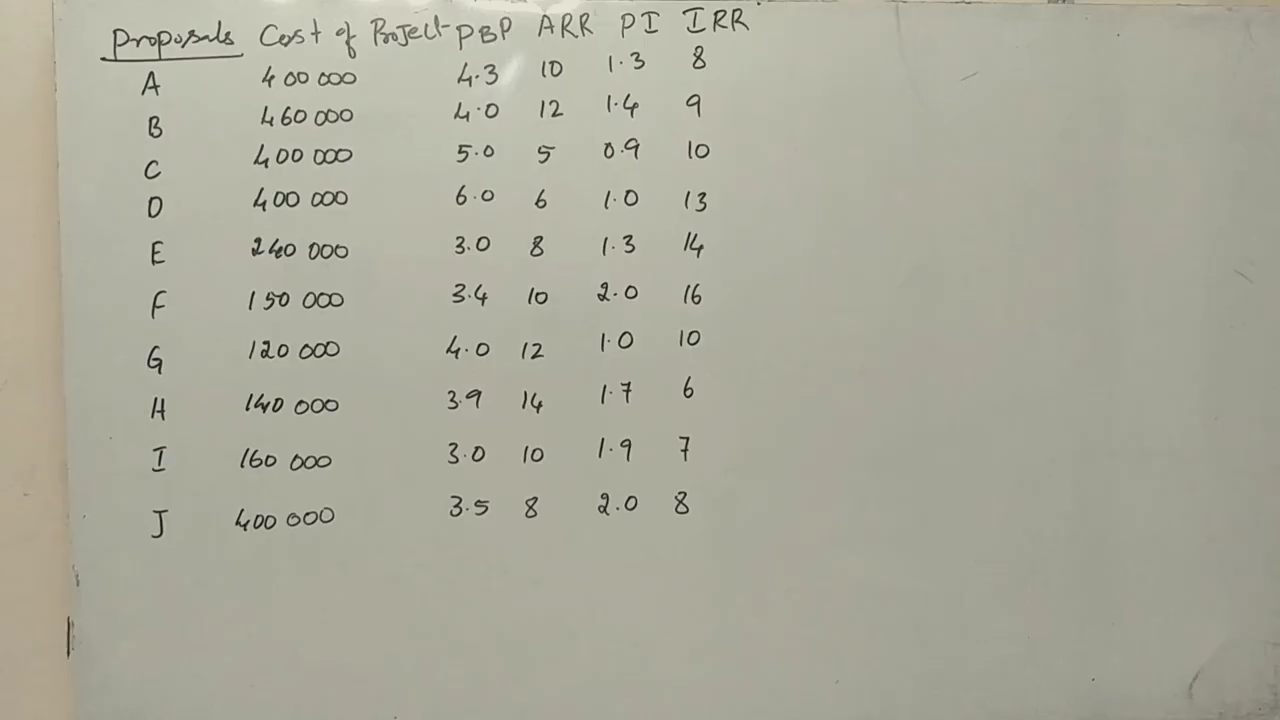 Proposals Cost of Project PBP ARR PI IRR
A 400 000 4.3 10 1.3 8
B 460 000 4.0 12 1.4 9
C 400 000 5.0 5 0.9 10
D 400 000 6.0 6 1.0 13
E 240 000 3.0 8 1.3 14
F 150 000 3.4 10 2.0 16
G 120 000 4.0 12 1.0 10
H 140 000 3.9 14 1.7 6
I 160 000 3.0 10 1.9 7
J 400 000 3.5 8 2.0 8